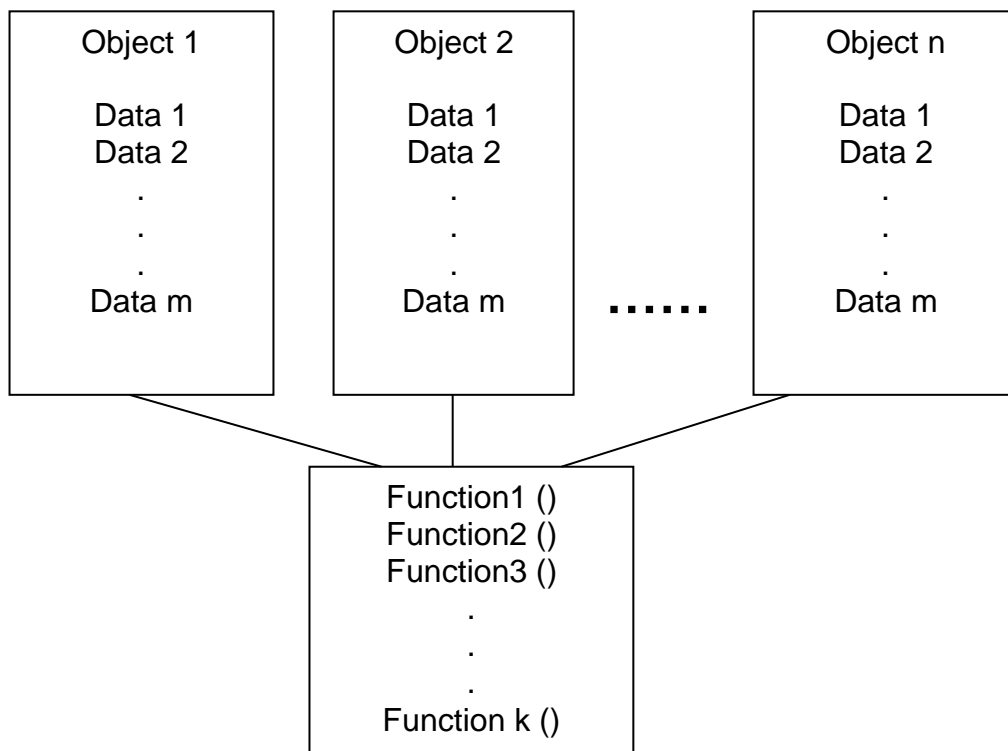 Object 1
Data 1
Data 2
.
.
.
Data m
Object 2
Data 1
Data 2
.
.
.
Data m
......
Object n
Data 1
Data 2
.
.
.
Data m
Function1 ()
Function2 ()
Function3 ()
.
.
.
Function k ()